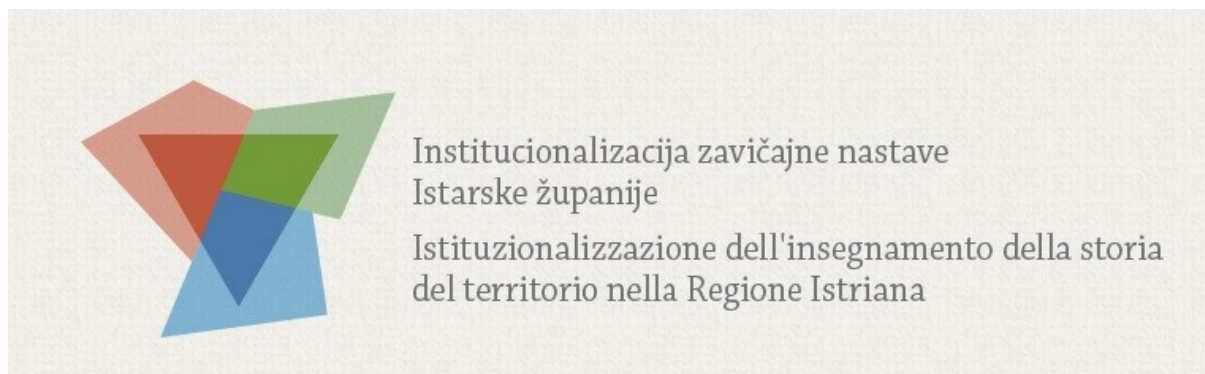 Institucionalizacija zavičajne nastave
Istarske županije
Istituzionalizzazione dell'insegnamento della storia
del territorio nella Regione Istriana